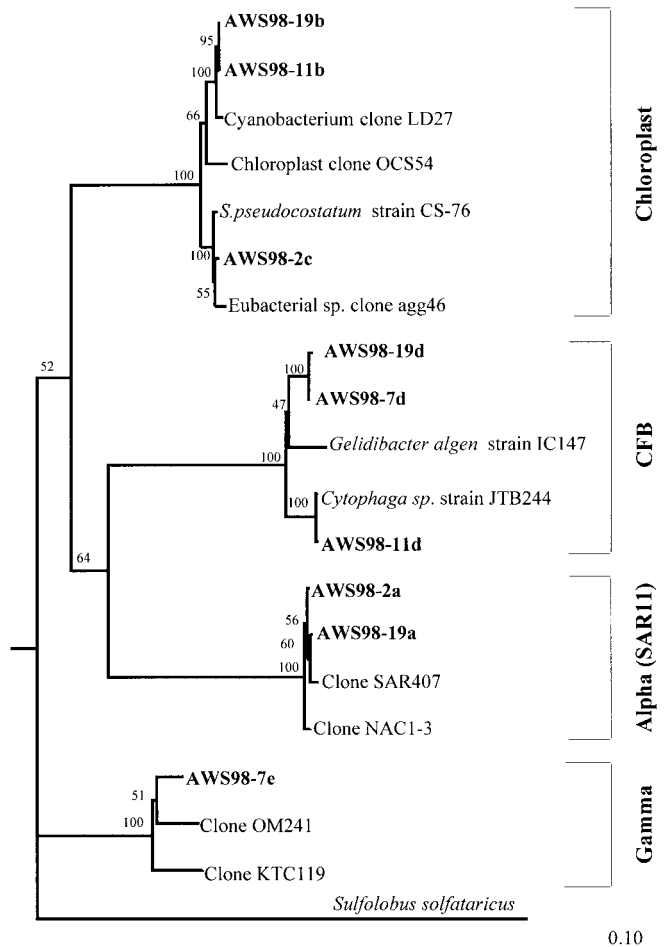 AWS98-19b
95
AWS98-11b
100
Cyanobacterium clone LD27
66
Chloroplast clone OCS54
100
S.pseudocostatum strain CS-76
AWS98-2c
100
55
Eubacterial sp. clone agg46
Chloroplast
52
AWS98-19d
100
AWS98-7d
47
Gelidibacter algen strain IC147
100
Cytophaga sp. strain JTB244
100
AWS98-11d
CFB
64
AWS98-2a
56
AWS98-19a
60
100
Clone SAR407
Clone NAC1-3
Alpha (SAR11)
AWS98-7e
51
Clone OM241
100
Clone KTC119
Gamma
Sulfolobus solfataricus
0.10